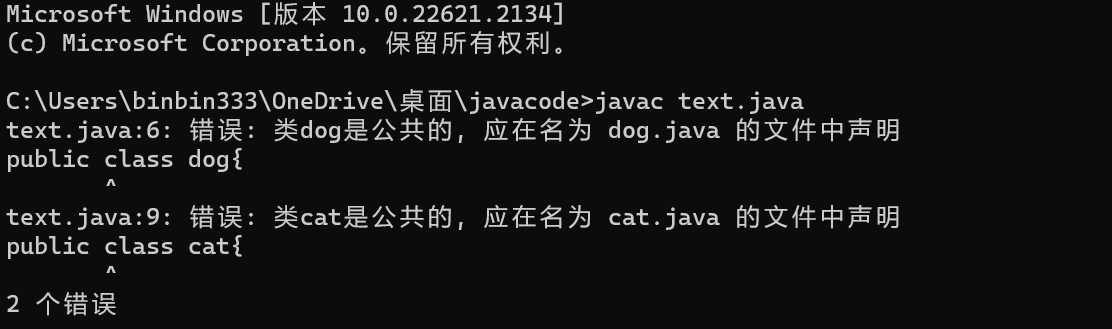 Microsoft Windows [版本 10.0.22621.2134]
(c) Microsoft Corporation。保留所有权利。
C:\Users\binbin333\OneDrive\桌面\javacode>javac text.java
text.java:6: 错误: 类dog是公共的, 应在名为 dog.java 的文件中声明
public class dog{
       ^
text.java:9: 错误: 类cat是公共的, 应在名为 cat.java 的文件中声明
public class cat{
       ^
2 个错误